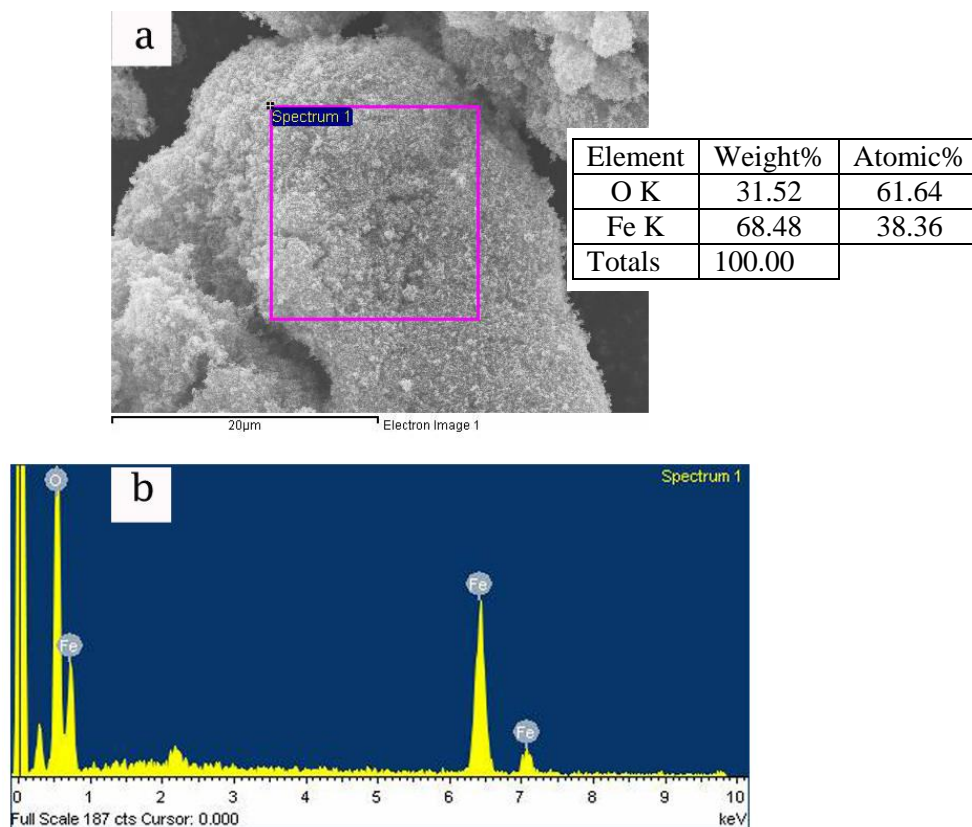 a
Spectrum 1
Element Weight% Atomic%
O K 31.52 61.64
Fe K 68.48 38.36
Totals 100.00
20µm Electron Image 1
b
Spectrum 1
O
Fe
Fe
Fe
0 1 2 3 4 5 6 7 8 9 10
Full Scale 187 cts Cursor: 0.000 keV